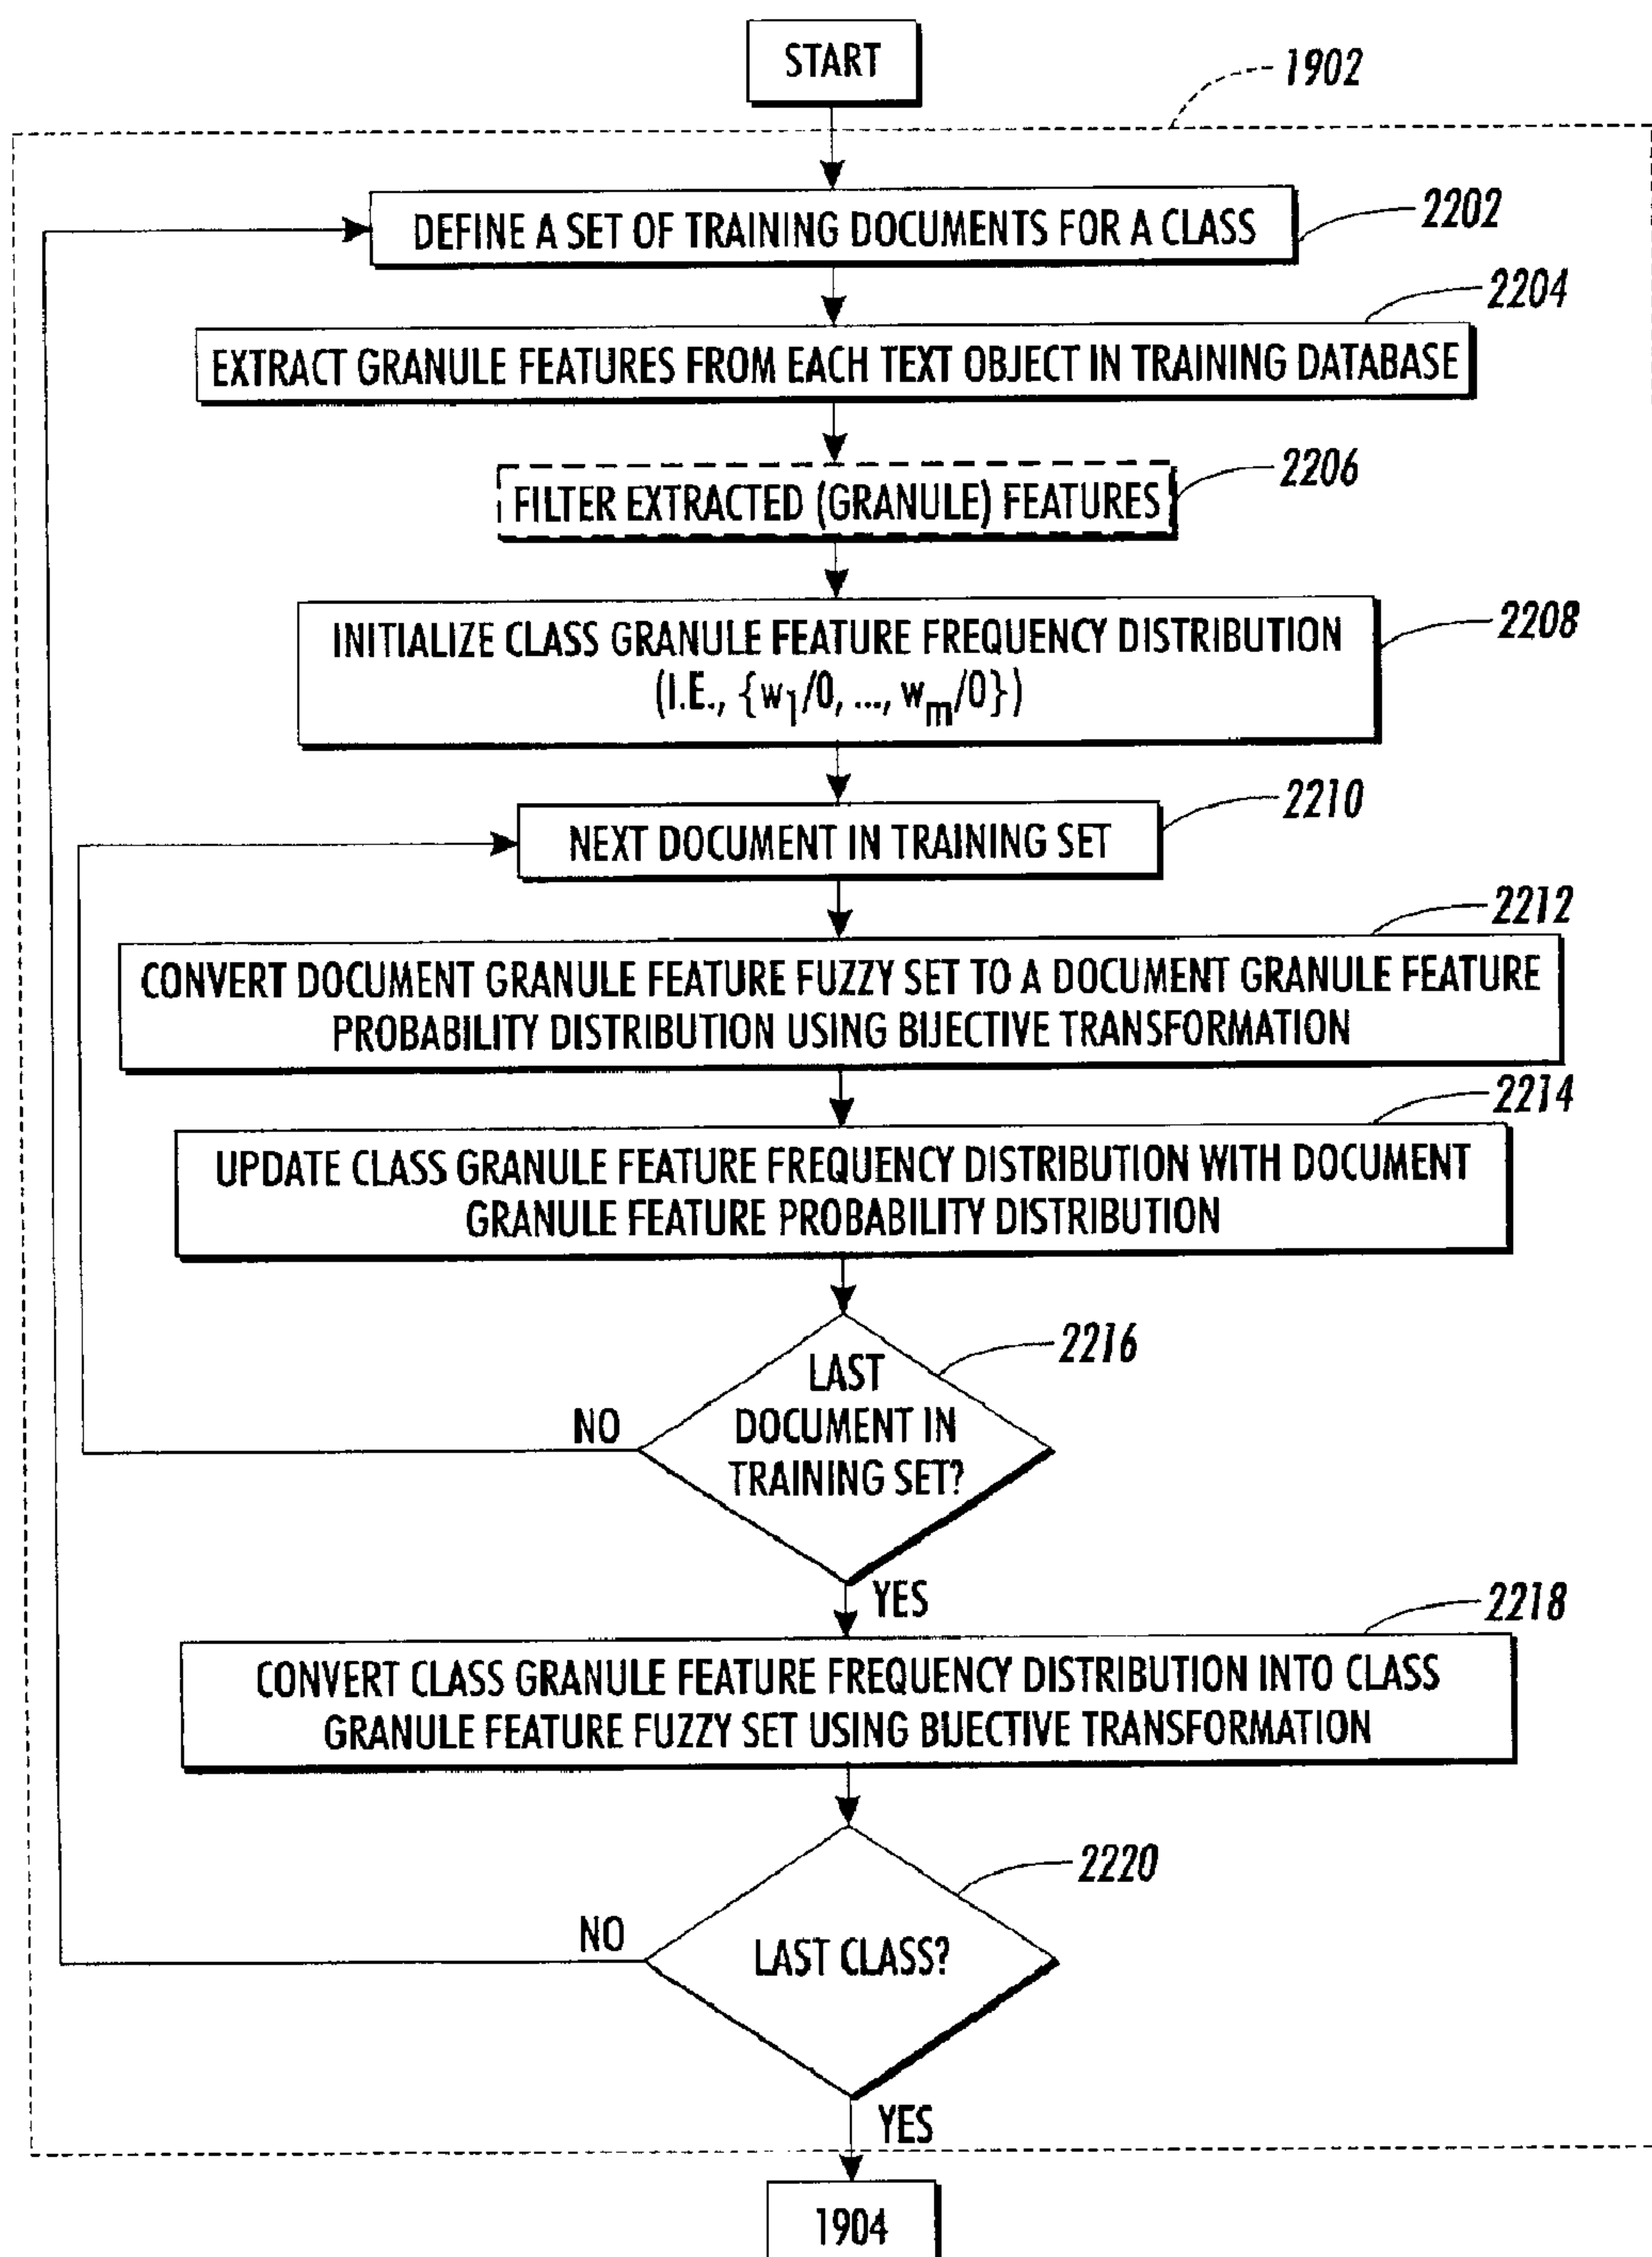 START
1902
DEFINE A SET OF TRAINING DOCUMENTS FOR A CLASS
2202
2204
EXTRACT GRANULE FEATURES FROM EACH TEXT OBJECT IN TRAINING DATABASE
2206
FILTER EXTRACTED (GRANULE) FEATURES
2208
INITIALIZE CLASS GRANULE FEATURE FREQUENCY DISTRIBUTION
(I.E., {w1/0, ..., wm/0})
2210
NEXT DOCUMENT IN TRAINING SET
2212
CONVERT DOCUMENT GRANULE FEATURE FUZZY SET TO A DOCUMENT GRANULE FEATURE
PROBABILITY DISTRIBUTION USING BIJECTIVE TRANSFORMATION
2214
UPDATE CLASS GRANULE FEATURE FREQUENCY DISTRIBUTION WITH DOCUMENT
GRANULE FEATURE PROBABILITY DISTRIBUTION
2216
LAST
DOCUMENT IN
TRAINING SET?
NO
YES
2218
CONVERT CLASS GRANULE FEATURE FREQUENCY DISTRIBUTION INTO CLASS
GRANULE FEATURE FUZZY SET USING BIJECTIVE TRANSFORMATION
2220
NO
LAST CLASS?
YES
1904